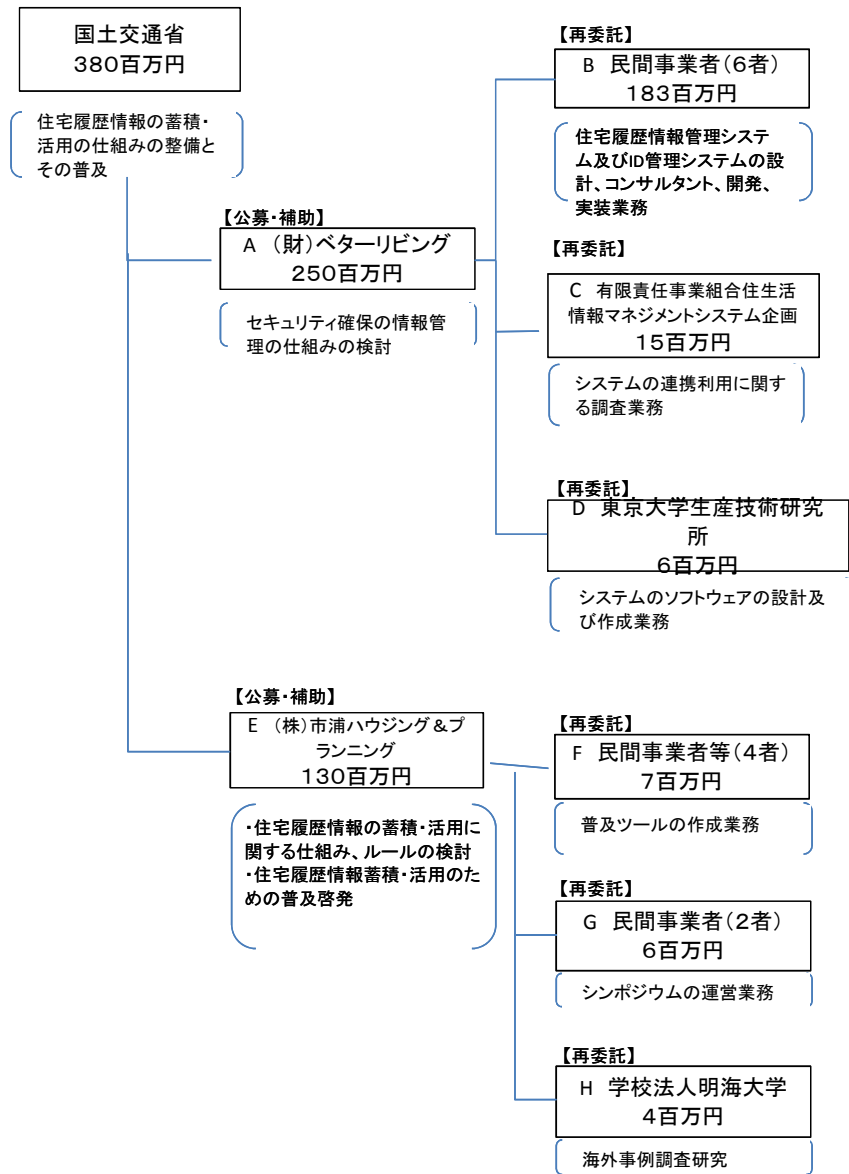 国土交通省
380百万円
住宅履歴情報の蓄積・
活用の仕組みの整備と
その普及
【公募・補助】
A （財）ベターリビング
250百万円
セキュリティ確保の情報管
理の仕組みの検討
【再委託】
B 民間事業者（６者）
183百万円
住宅履歴情報管理システ
ム及びID管理システムの設
計、コンサルタント、開発、
実装業務
【再委託】
C 有限責任事業組合住生活
情報マネジメントシステム企画
15百万円
システムの連携利用に関す
る調査業務
【再委託】
D 東京大学生産技術研究
所
6百万円
システムのソフトウェアの設計及
び作成業務
【公募・補助】
E （株）市浦ハウジング＆プ
ランニング
130百万円
・住宅履歴情報の蓄積・活用に
関する仕組み、ルールの検討
・住宅履歴情報蓄積・活用のた
めの普及啓発
【再委託】
F 民間事業者等（４者）
7百万円
普及ツールの作成業務
【再委託】
G 民間事業者（２者）
6百万円
シンポジウムの運営業務
【再委託】
H 学校法人明海大学
4百万円
海外事例調査研究